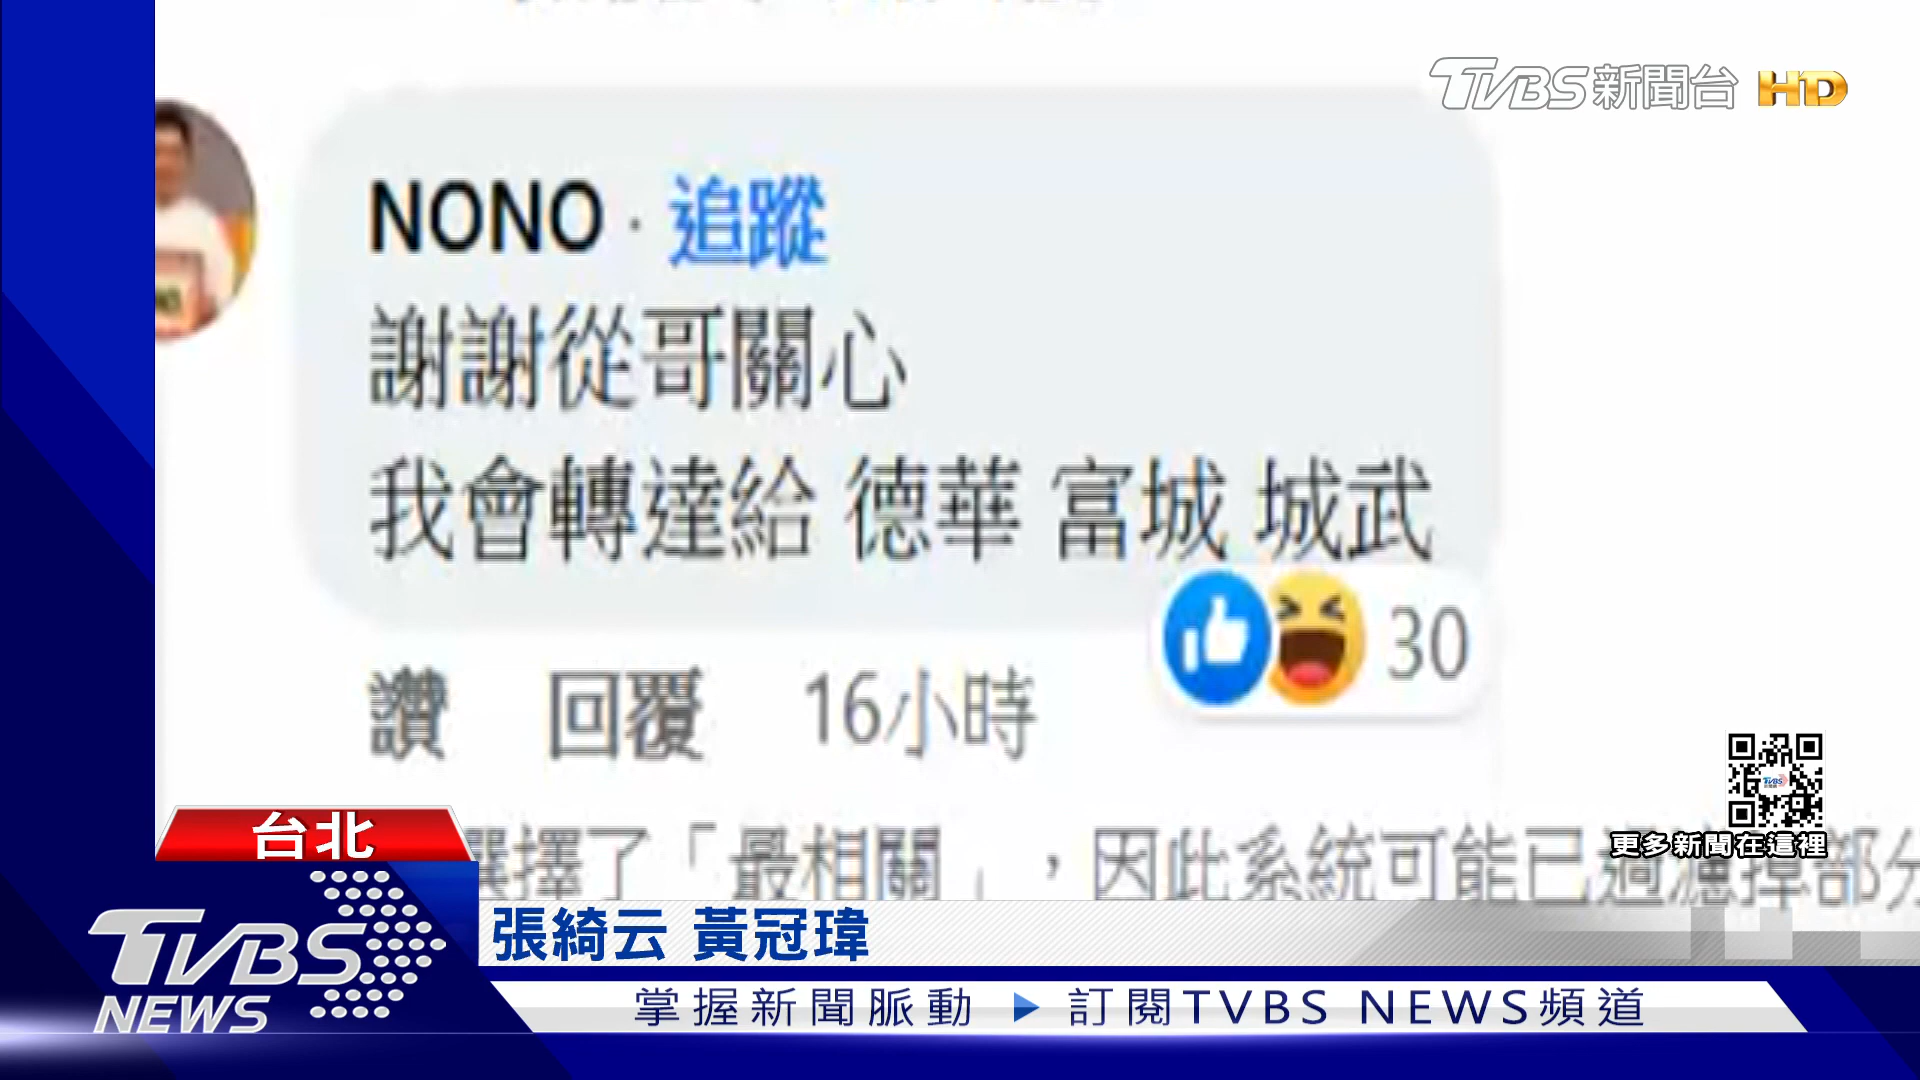 TVBS新聞台 HD
NONO · 追蹤
謝謝從哥關心
我會轉達給 德華 富城 城武
30
讚 回覆 16小時
選擇了「最相關」，因此系統可能已過濾掉部分
更多新聞在這裡
台北
TVBS NEWS
張綺云 黃冠瑋
掌握新聞脈動 ▶ 訂閱TVBS NEWS頻道